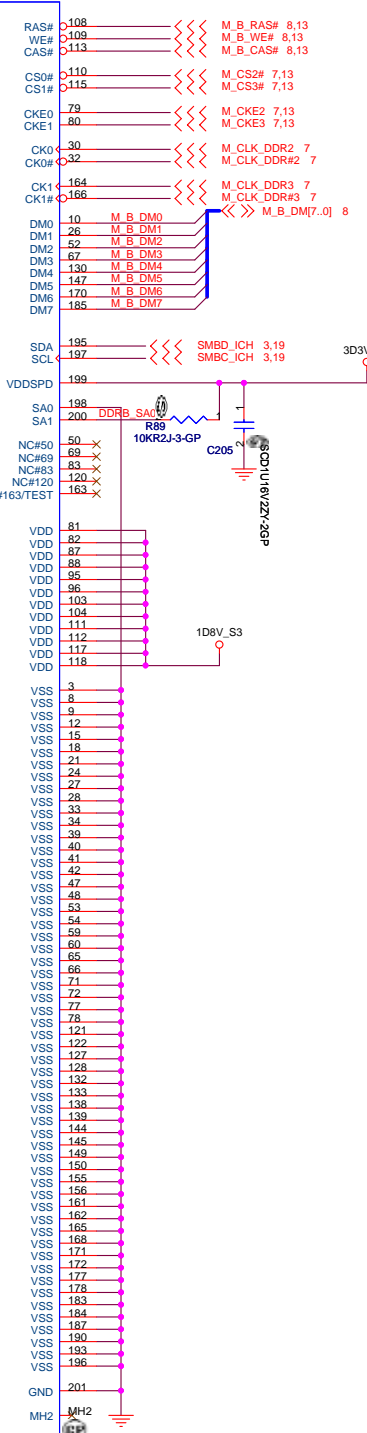 RAS# 108 M_B_RAS# 8,13
WE# 109 M_B_WE# 8,13
CAS# 113 M_B_CAS# 8,13
CS0# 110 M_CS2# 7,13
CS1# 115 M_CS3# 7,13
CKE0 79 M_CKE2 7,13
CKE1 80 M_CKE3 7,13
CK0 30 M_CLK_DDR2 7
CK0# 32 M_CLK_DDR#2 7
CK1 164 M_CLK_DDR3 7
CK1# 166 M_CLK_DDR#3 7
M_B_DM[7..0] 8
DM0 10 M_B_DM0
DM1 26 M_B_DM1
DM2 52 M_B_DM2
DM3 67 M_B_DM3
DM4 130 M_B_DM4
DM5 147 M_B_DM5
DM6 170 M_B_DM6
DM7 185 M_B_DM7
SDA 195 SMBD_ICH 3,19
SCL 197 SMBC_ICH 3,19
3D3V
VDDSPD 199
SA0 198
SA1 200 DDRB_SA0 1
R89
10KR2J-3-GP
1
2
C205
SCD1U16V2ZY-2GP
NC#50 50
NC#69 69
NC#83 83
NC#120 120
#163/TEST 163
VDD 81
VDD 82
VDD 87
VDD 88
VDD 95
VDD 96
VDD 103
VDD 104
VDD 111
VDD 112
VDD 117
VDD 118
1D8V_S3
VSS 3
VSS 8
VSS 9
VSS 12
VSS 15
VSS 18
VSS 21
VSS 24
VSS 27
VSS 28
VSS 33
VSS 34
VSS 39
VSS 40
VSS 41
VSS 42
VSS 47
VSS 48
VSS 53
VSS 54
VSS 59
VSS 60
VSS 65
VSS 66
VSS 71
VSS 72
VSS 77
VSS 78
VSS 121
VSS 122
VSS 127
VSS 128
VSS 132
VSS 133
VSS 138
VSS 139
VSS 144
VSS 145
VSS 149
VSS 150
VSS 155
VSS 156
VSS 161
VSS 162
VSS 165
VSS 168
VSS 171
VSS 172
VSS 177
VSS 178
VSS 183
VSS 184
VSS 187
VSS 190
VSS 193
VSS 196
GND 201
MH2 MH2